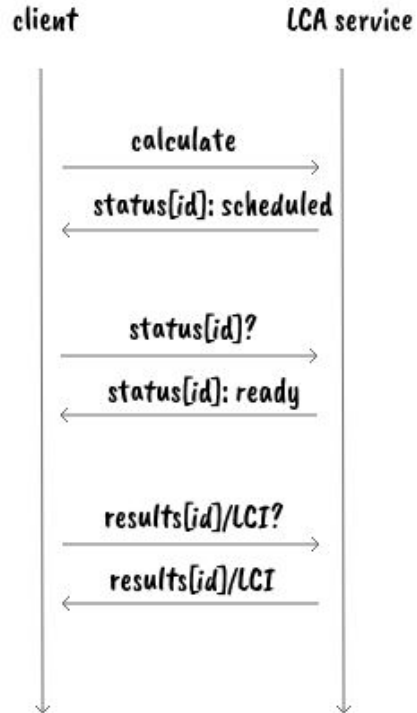 client LCA service
calculate
status[id]: scheduled
status[id]?
status[id]: ready
results[id]/LCI?
results[id]/LCI